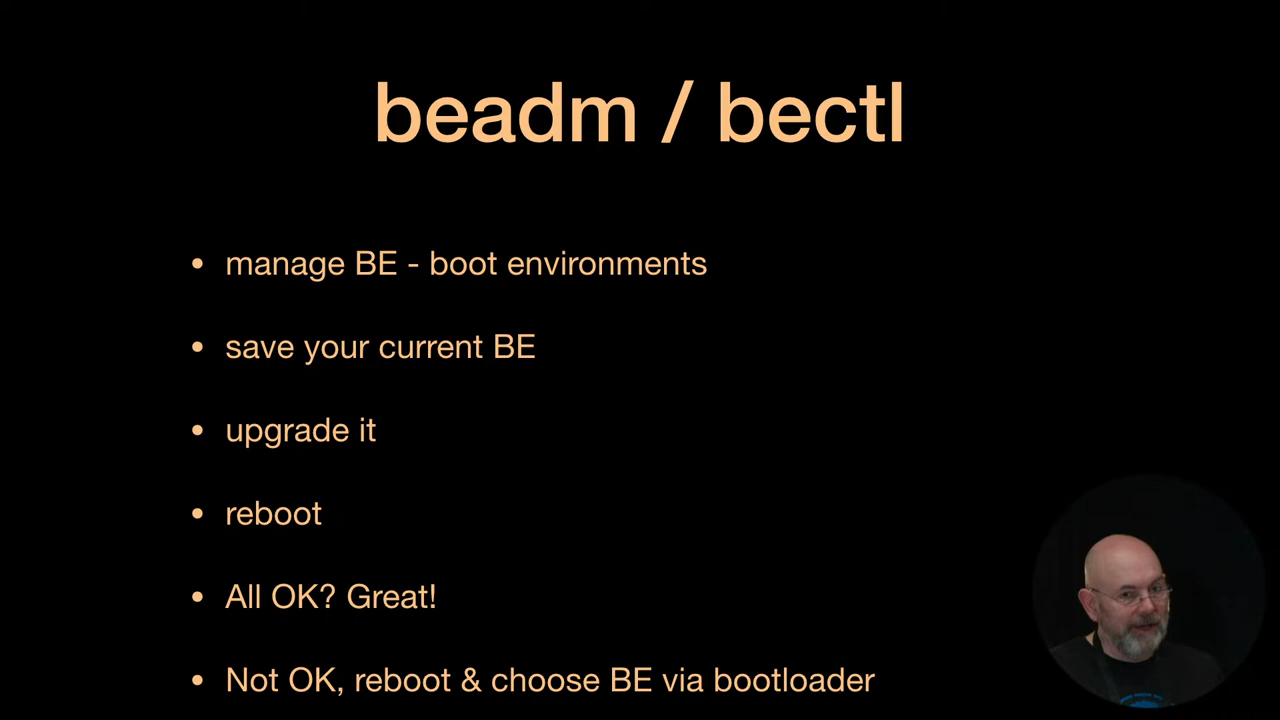 beadm / bectl
• manage BE - boot environments
• save your current BE
• upgrade it
• reboot
• All OK? Great!
• Not OK, reboot & choose BE via bootloader